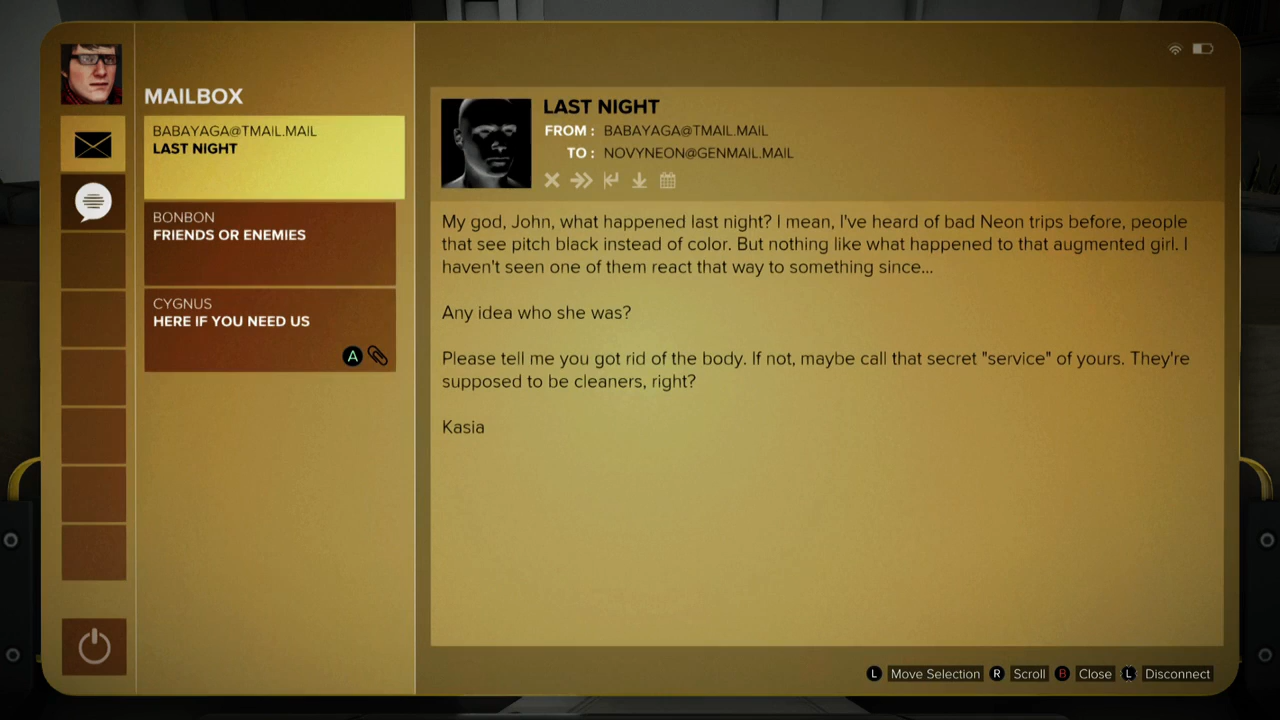 MAILBOX
BABAYAGA@TMAIL.MAIL
LAST NIGHT
BONBON
FRIENDS OR ENEMIES
CYGNUS
HERE IF YOU NEED US
A
LAST NIGHT
FROM : BABAYAGA@TMAIL.MAIL
TO : NOVYNEON@GENMAIL.MAIL
My god, John, what happened last night? I mean, I've heard of bad Neon trips before, people
that see pitch black instead of color. But nothing like what happened to that augmented girl. I
haven't seen one of them react that way to something since...
Any idea who she was?
Please tell me you got rid of the body. If not, maybe call that secret "service" of yours. They're
supposed to be cleaners, right?
Kasia
L Move Selection R Scroll B Close L Disconnect